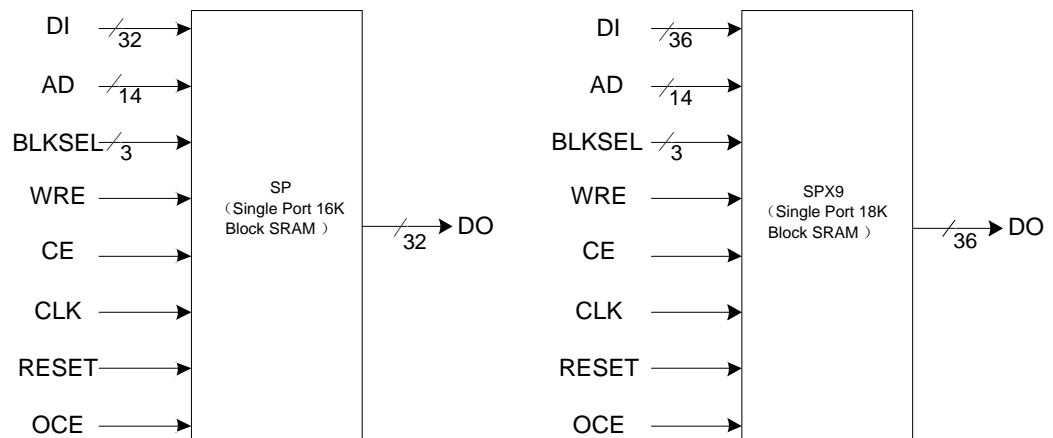 DI
32
AD
14
BLKSEL
3
WRE
CE
CLK
RESET
OCE
SP
（Single Port 16K
Block SRAM ）
32
DO
DI
36
AD
14
BLKSEL
3
WRE
CE
CLK
RESET
OCE
SPX9
（Single Port 18K
Block SRAM ）
36
DO